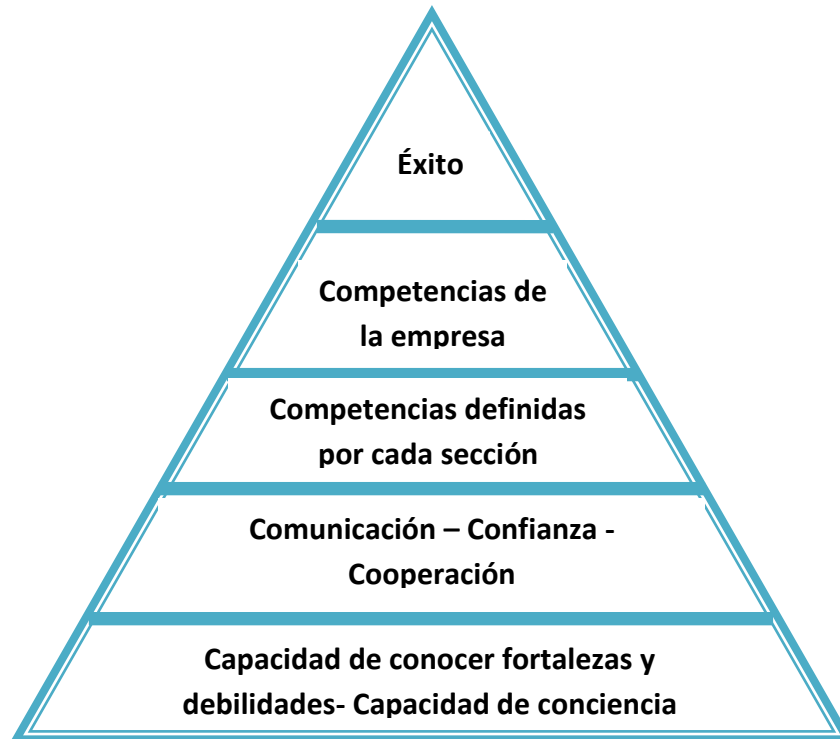 Éxito
Competencias de
la empresa
Competencias definidas
por cada sección
Comunicación – Confianza -
Cooperación
Capacidad de conocer fortalezas y
debilidades- Capacidad de conciencia